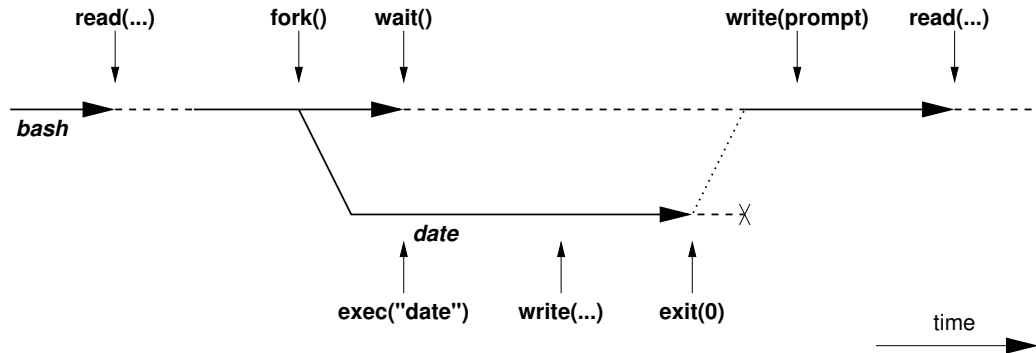 read(...) fork() wait() write(prompt) read(...)
bash
date
exec("date") write(...) exit(0)
time